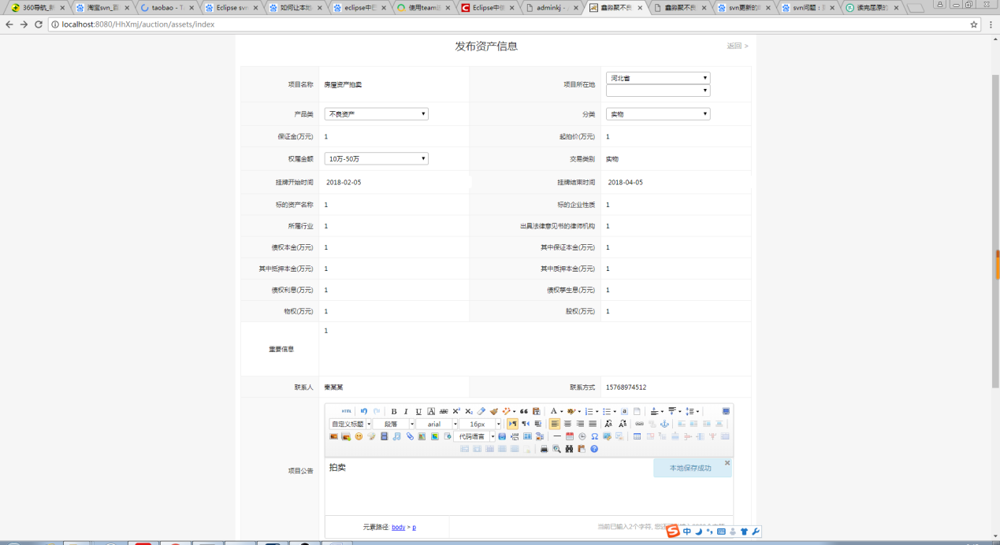 360导航_新
淘宝svn_百
taobao - T
Eclipse svn
如何让本地
eclipse中E
使用team
Eclipse中使
adminkj -
鑫淼聚不良
鑫淼聚不良
svn更新的
svn问题:
读完屈原的
localhost:8080/HhXmj/auction/assets/index
发布资产信息
返回 >
项目名称 房屋资产拍卖 项目所在地 河北省
产品类 不良资产 分类 实物
保证金(万元) 1 起拍价(万元) 1
权属金额 10万-50万 交易类别 实物
挂牌开始时间 2018-02-05 挂牌结束时间 2018-04-05
标的资产名称 1 标的企业性质 1
所属行业 1 出具法律意见书的律师机构 1
债权本金(万元) 1 其中保证本金(万元) 1
其中抵押本金(万元) 1 其中质押本金(万元) 1
债权利息(万元) 1 债权孳生息(万元) 1
物权(万元) 1 股权(万元) 1
重要信息 1
联系人 秦某某 联系方式 15768974512
HTML
自定义标题 段落 arial 16px
代码语言
项目公告
拍卖
本地保存成功
元素路径: body > p
当前已输入2个字符, 您还
中